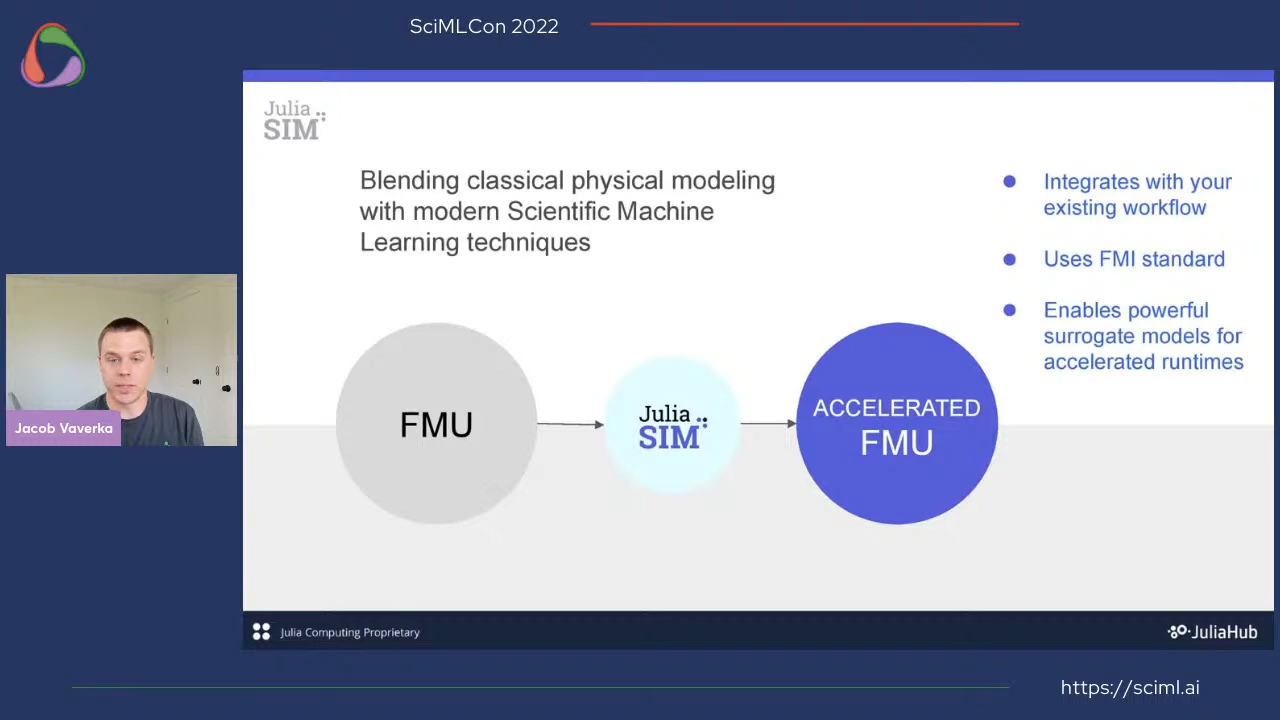 SciMLCon 2022
Julia
SIM
Blending classical physical modeling
with modern Scientific Machine
Learning techniques
Integrates with your
existing workflow
Uses FMI standard
Enables powerful
surrogate models for
accelerated runtimes
FMU
Julia
SIM
ACCELERATED
FMU
Jacob Vaverka
Julia Computing Proprietary
JuliaHub
https://sciml.ai